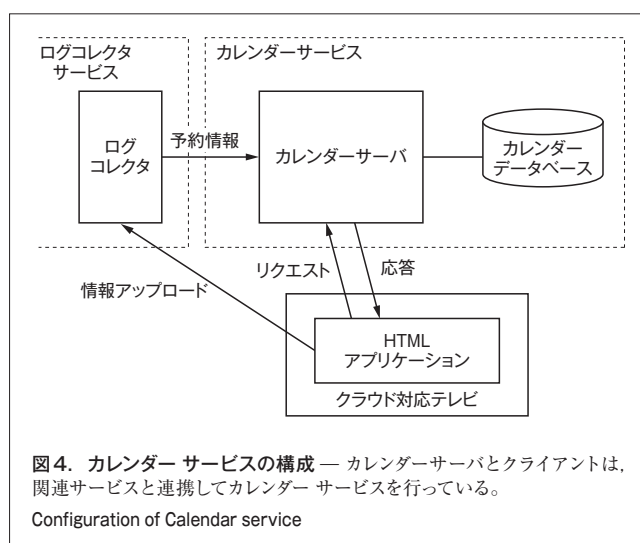 ログコレクタ
サービス
カレンダーサービス
ログ
コレクタ
予約情報
カレンダーサーバ
カレンダー
データベース
リクエスト
応答
情報アップロード
HTML
アプリケーション
クラウド対応テレビ
図4. カレンダー サービスの構成 — カレンダーサーバとクライアントは,
関連サービスと連携してカレンダー サービスを行っている。
Configuration of Calendar service